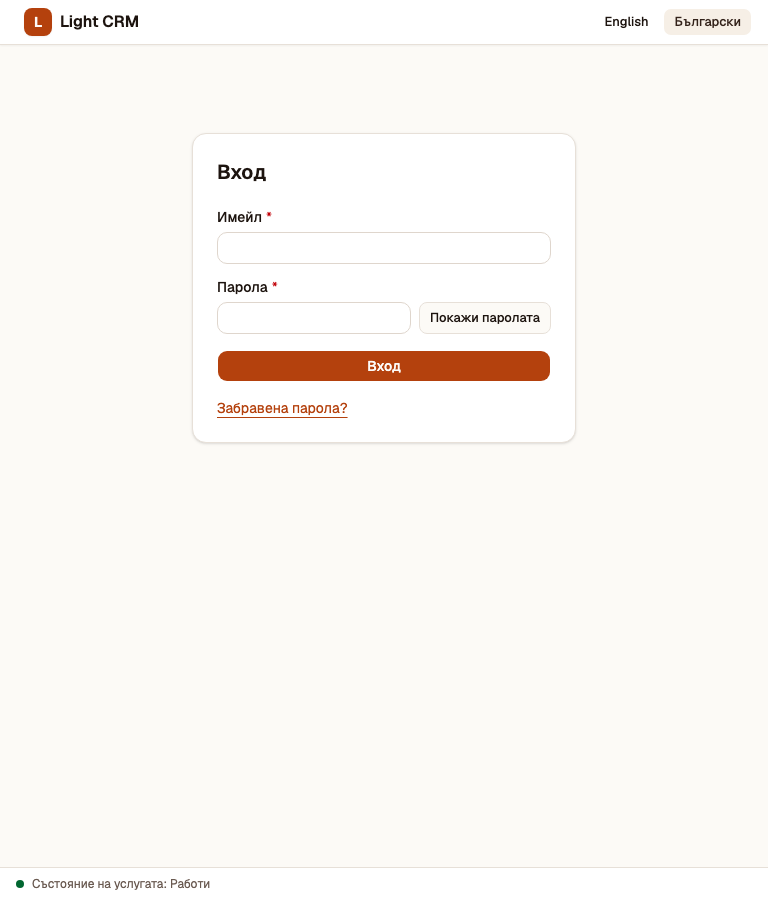 L Light CRM English Български
Вход
Имейл *
Парола *
Покажи паролата
Вход
Забравена парола?
Състояние на услугата: Работи